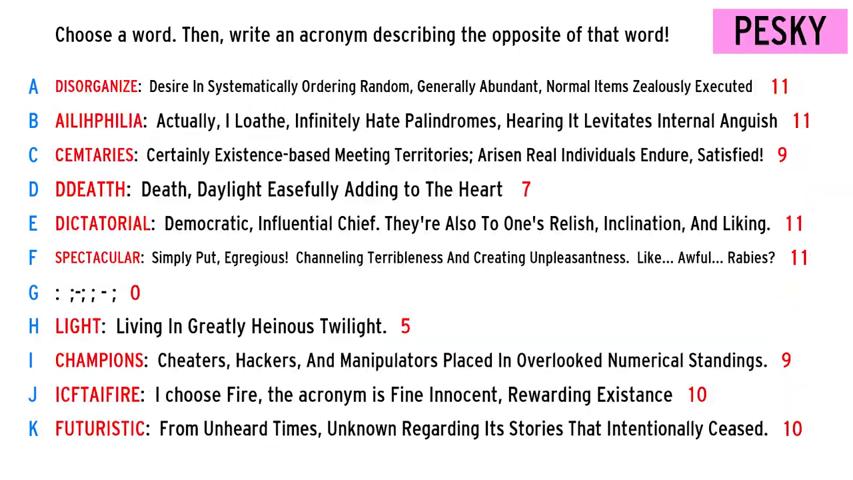 Choose a word. Then, write an acronym describing the opposite of that word!
PESKY
A DISORGANIZE: Desire In Systematically Ordering Random, Generally Abundant, Normal Items Zealously Executed 11
B AILIHPHILIA: Actually, I Loathe, Infinitely Hate Palindromes, Hearing It Levitates Internal Anguish 11
C CEMTARIES: Certainly Existence-based Meeting Territories; Arisen Real Individuals Endure, Satisfied! 9
D DDEATTH: Death, Daylight Easefully Adding to The Heart 7
E DICTATORIAL: Democratic, Influential Chief. They're Also To One's Relish, Inclination, And Liking. 11
F SPECTACULAR: Simply Put, Egregious! Channeling Terribleness And Creating Unpleasantness. Like... Awful... Rabies? 11
G : ;-; ; - ; 0
H LIGHT: Living In Greatly Heinous Twilight. 5
I CHAMPIONS: Cheaters, Hackers, And Manipulators Placed In Overlooked Numerical Standings. 9
J ICFTAIFIRE: I choose Fire, the acronym is Fine Innocent, Rewarding Existance 10
K FUTURISTIC: From Unheard Times, Unknown Regarding Its Stories That Intentionally Ceased. 10